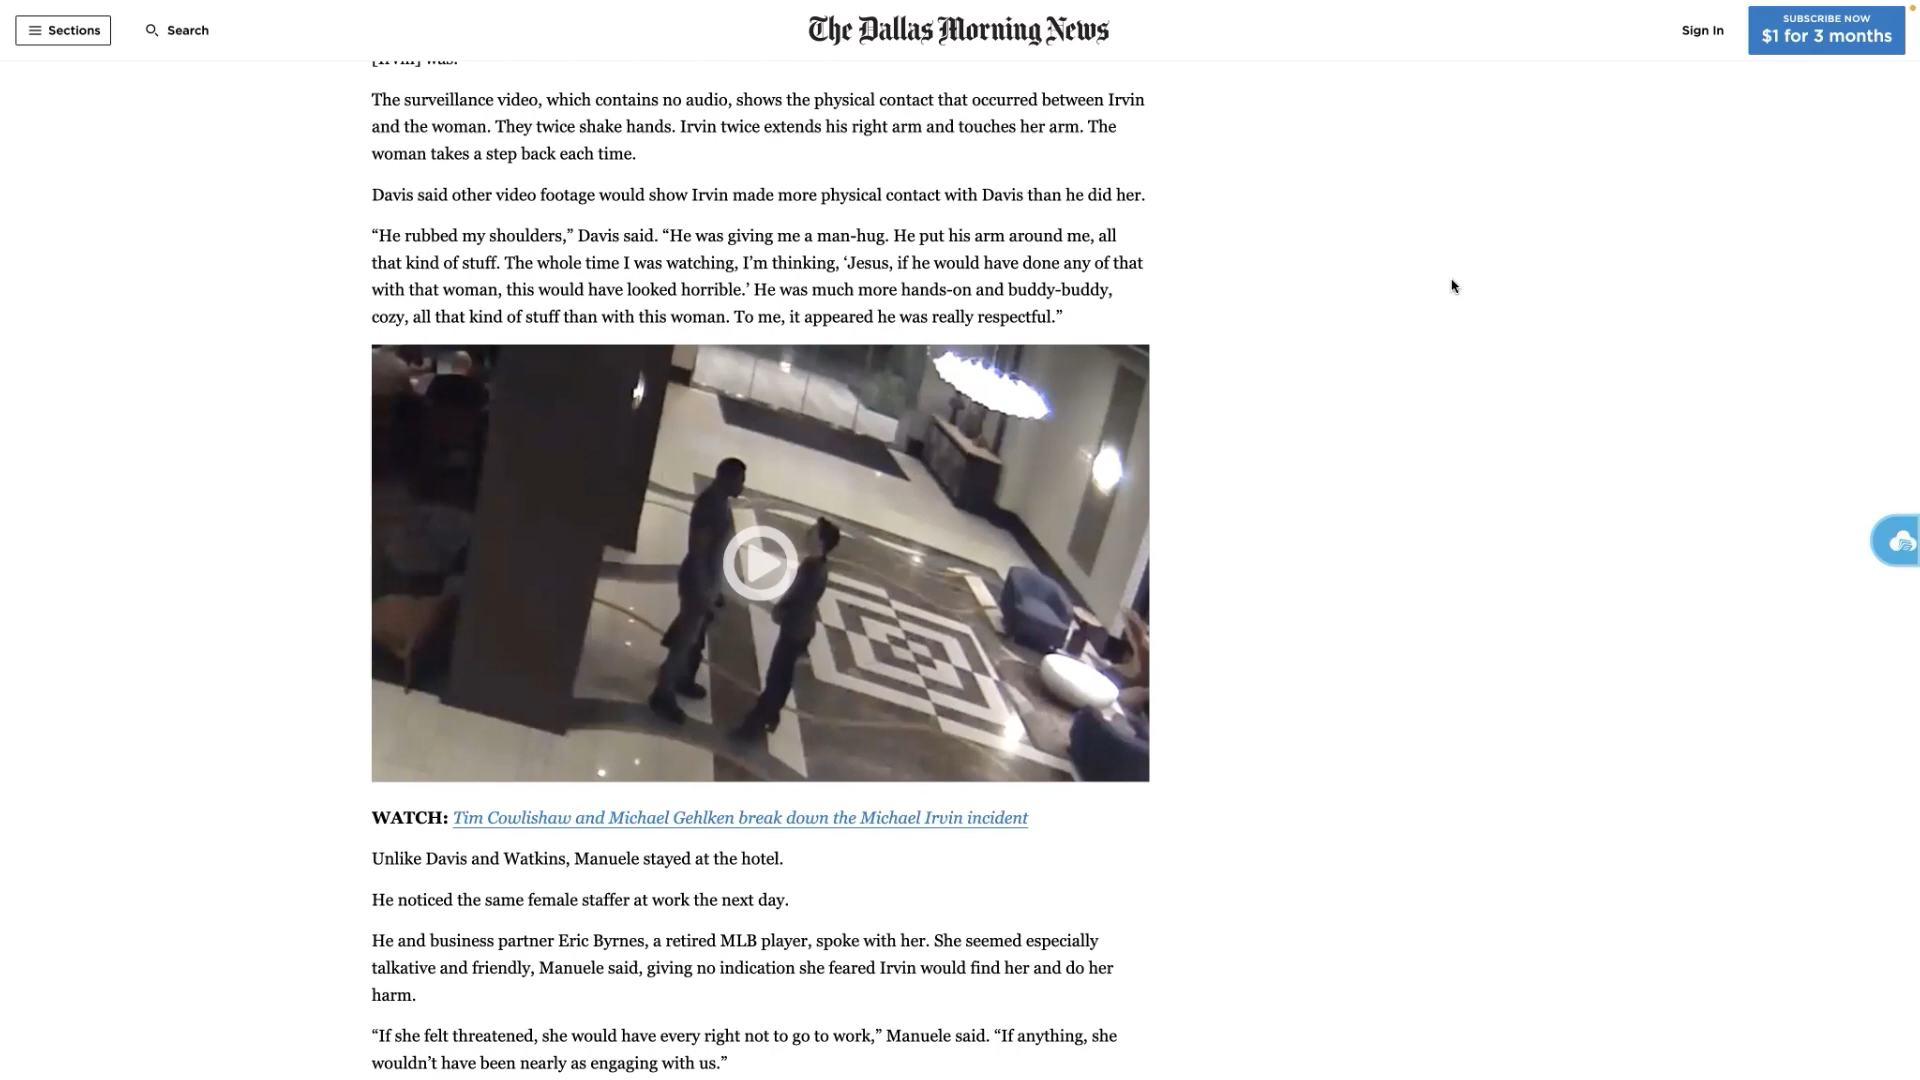 Sections
Search
The Dallas Morning News
Sign In
SUBSCRIBE NOW
$1 for 3 months
[Irvin] was.
The surveillance video, which contains no audio, shows the physical contact that occurred between Irvin
and the woman. They twice shake hands. Irvin twice extends his right arm and touches her arm. The
woman takes a step back each time.
Davis said other video footage would show Irvin made more physical contact with Davis than he did her.
“He rubbed my shoulders,” Davis said. “He was giving me a man-hug. He put his arm around me, all
that kind of stuff. The whole time I was watching, I’m thinking, ‘Jesus, if he would have done any of that
with that woman, this would have looked horrible.’ He was much more hands-on and buddy-buddy,
cozy, all that kind of stuff than with this woman. To me, it appeared he was really respectful.”
WATCH: Tim Cowlishaw and Michael Gehlken break down the Michael Irvin incident
Unlike Davis and Watkins, Manuele stayed at the hotel.
He noticed the same female staffer at work the next day.
He and business partner Eric Byrnes, a retired MLB player, spoke with her. She seemed especially
talkative and friendly, Manuele said, giving no indication she feared Irvin would find her and do her
harm.
“If she felt threatened, she would have every right not to go to work,” Manuele said. “If anything, she
wouldn’t have been nearly as engaging with us.”